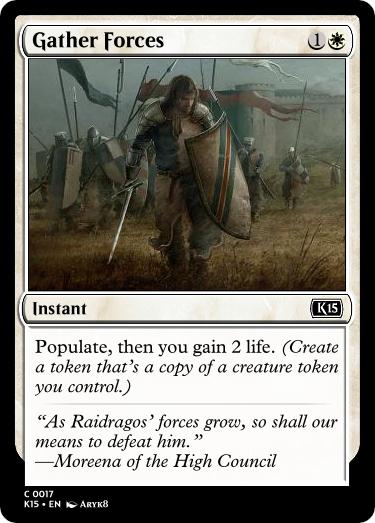 Gather Forces 1
Instant K15
Populate, then you gain 2 life. (Create
a token that's a copy of a creature token
you control.)
“As Raidragos' forces grow, so shall our
means to defeat him.”
—Moreena of the High Council
C 0017
K15 • EN Aryk8